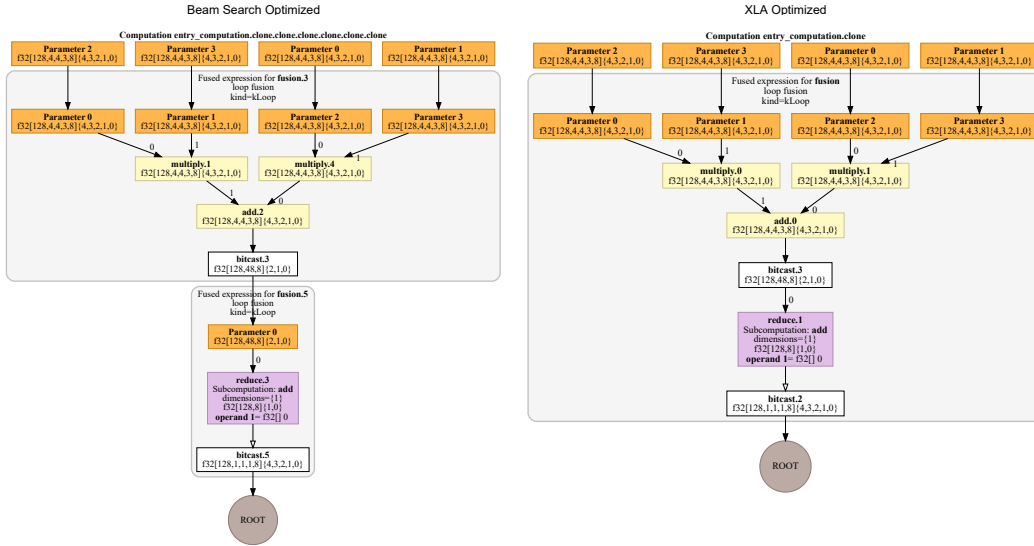 Beam Search Optimized
Computation entry_computation.clone.clone.clone.clone.clone.clone
Parameter 2
f32[128,4,4,3,8]{4,3,2,1,0}
Parameter 3
f32[128,4,4,3,8]{4,3,2,1,0}
Parameter 0
f32[128,4,4,3,8]{4,3,2,1,0}
Parameter 1
f32[128,4,4,3,8]{4,3,2,1,0}
Fused expression for fusion.3
loop fusion
kind=kLoop
Parameter 0
f32[128,4,4,3,8]{4,3,2,1,0}
Parameter 1
f32[128,4,4,3,8]{4,3,2,1,0}
Parameter 2
f32[128,4,4,3,8]{4,3,2,1,0}
Parameter 3
f32[128,4,4,3,8]{4,3,2,1,0}
0
1
0
1
multiply.1
f32[128,4,4,3,8]{4,3,2,1,0}
multiply.4
f32[128,4,4,3,8]{4,3,2,1,0}
1
0
add.2
f32[128,4,4,3,8]{4,3,2,1,0}
bitcast.3
f32[128,48,8]{2,1,0}
Fused expression for fusion.5
loop fusion
kind=kLoop
Parameter 0
f32[128,48,8]{2,1,0}
0
reduce.3
Subcomputation: add
dimensions={1}
f32[128,8]{1,0}
operand 1= f32[] 0
bitcast.5
f32[128,1,1,1,8]{4,3,2,1,0}
ROOT
XLA Optimized
Computation entry_computation.clone
Parameter 2
f32[128,4,4,3,8]{4,3,2,1,0}
Parameter 3
f32[128,4,4,3,8]{4,3,2,1,0}
Parameter 0
f32[128,4,4,3,8]{4,3,2,1,0}
Parameter 1
f32[128,4,4,3,8]{4,3,2,1,0}
Fused expression for fusion
loop fusion
kind=kLoop
Parameter 0
f32[128,4,4,3,8]{4,3,2,1,0}
Parameter 1
f32[128,4,4,3,8]{4,3,2,1,0}
Parameter 2
f32[128,4,4,3,8]{4,3,2,1,0}
Parameter 3
f32[128,4,4,3,8]{4,3,2,1,0}
0
1
0
1
multiply.0
f32[128,4,4,3,8]{4,3,2,1,0}
multiply.1
f32[128,4,4,3,8]{4,3,2,1,0}
1
0
add.0
f32[128,4,4,3,8]{4,3,2,1,0}
bitcast.3
f32[128,48,8]{2,1,0}
0
reduce.1
Subcomputation: add
dimensions={1}
f32[128,8]{1,0}
operand 1= f32[] 0
bitcast.2
f32[128,1,1,1,8]{4,3,2,1,0}
ROOT